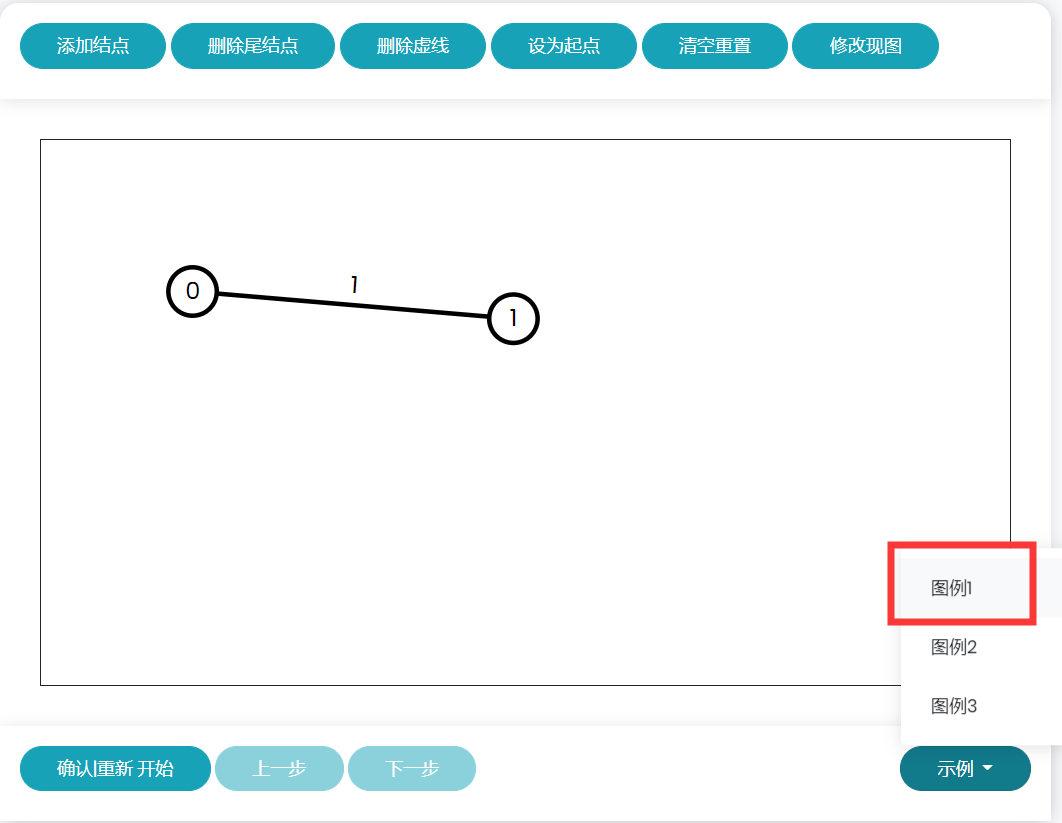 添加结点 删除尾结点 删除虚线 设为起点 清空重置 修改现图
1
0
1
图例1
图例2
图例3
确认|重新 开始 上一步 下一步 示例